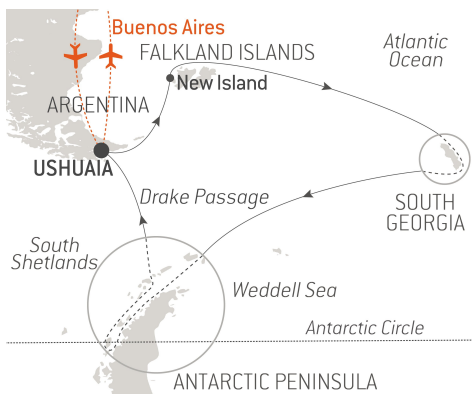 Buenos Aires
FALKLAND ISLANDS
Atlantic
Ocean
New Island
ARGENTINA
USHUAIA
Drake Passage
SOUTH
GEORGIA
South
Shetlands
Weddell Sea
Antarctic Circle
ANTARCTIC PENINSULA